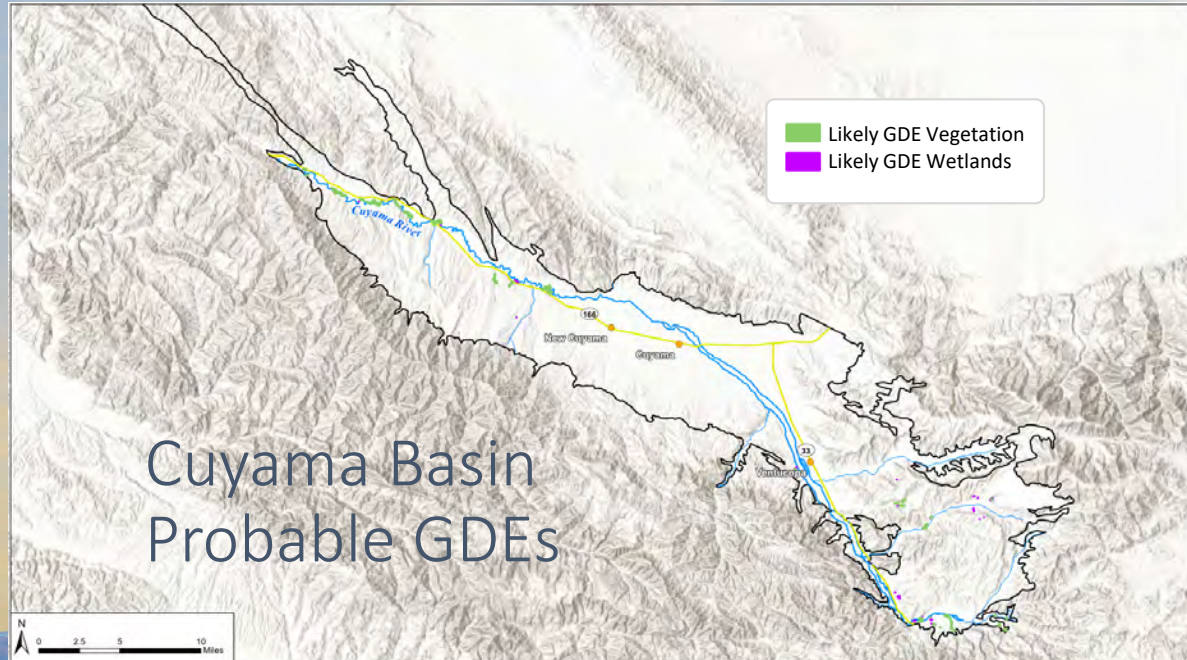 Likely GDE Vegetation
Likely GDE Wetlands
Cuyama River
166
New Cuyama
Cuyama
33
Ventucopa
Cuyama Basin
Probable GDEs
N
0 2.5 5 10
Miles